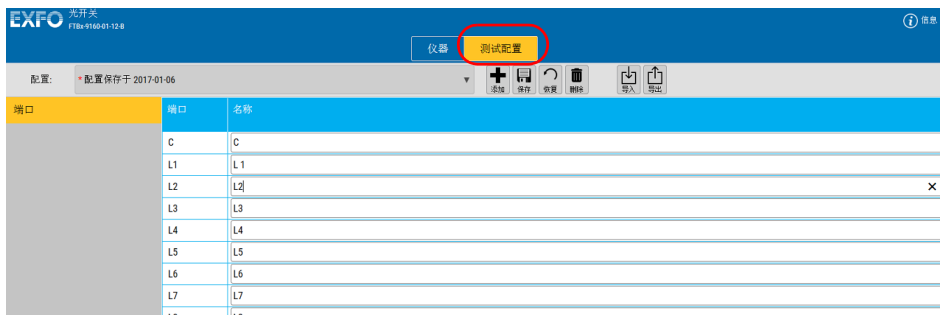 EXFO 光开关
FTBx-9160-01-12-B
信息
仪器 测试配置
配置: * 配置保存于 2017-01-06
添加 保存 恢复 删除 导入 导出
端口 端口 名称
C C
L1 L 1
L2 L2
L3 L3
L4 L4
L5 L5
L6 L6
L7 L7